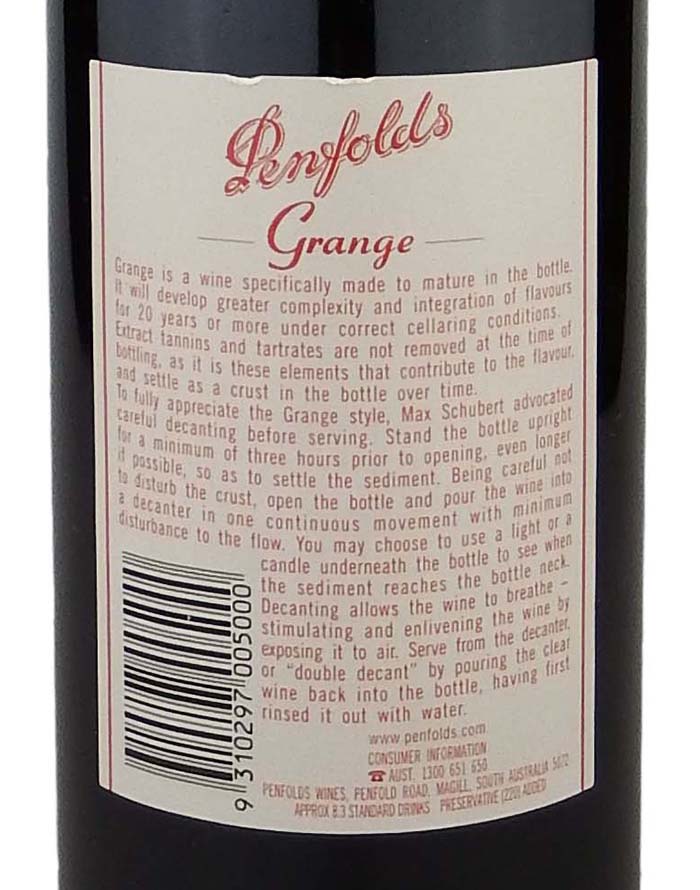 Penfolds
Grange
Grange is a wine specifically made to mature in the bottle.
It will develop greater complexity and integration of flavours
for 20 years or more under correct cellaring conditions.
Extract tannins and tartrates are not removed at the time of
bottling, as it is these elements that contribute to the flavour,
and settle as a crust in the bottle over time.
To fully appreciate the Grange style, Max Schubert advocated
careful decanting before serving. Stand the bottle upright
for a minimum of three hours prior to opening, even longer
if possible, so as to settle the sediment. Being careful not
to disturb the crust, open the bottle and pour the wine into
a decanter in one continuous movement with minimum
disturbance to the flow. You may choose to use a light or a
candle underneath the bottle to see when
the sediment reaches the bottle neck.
Decanting allows the wine to breathe –
stimulating and enlivening the wine by
exposing it to air. Serve from the decanter,
or "double decant" by pouring the clear
wine back into the bottle, having first
rinsed it out with water.
9 310297 005000
www.penfolds.com
CONSUMER INFORMATION
☎ AUST. 1300 651 650
PENFOLDS WINES, PENFOLD ROAD, MAGILL, SOUTH AUSTRALIA 5072
APPROX 8.3 STANDARD DRINKS PRESERVATIVE (220) ADDED